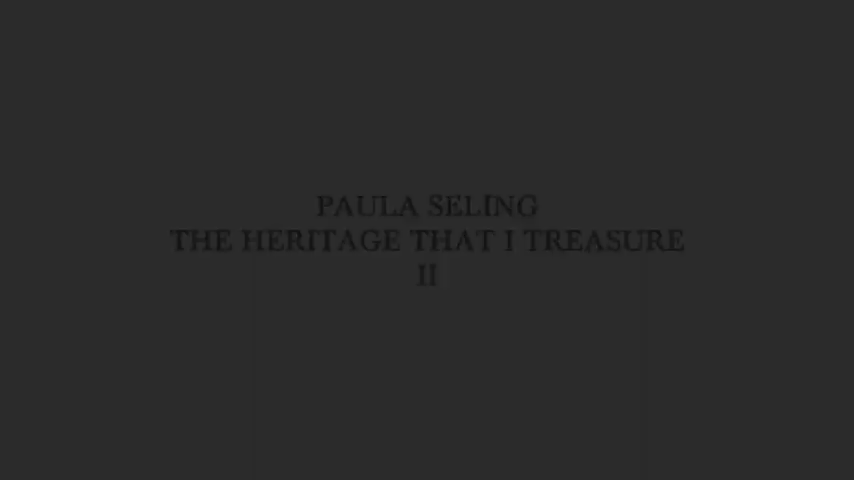 PAULA SELING
THE HERITAGE THAT I TREASURE
II